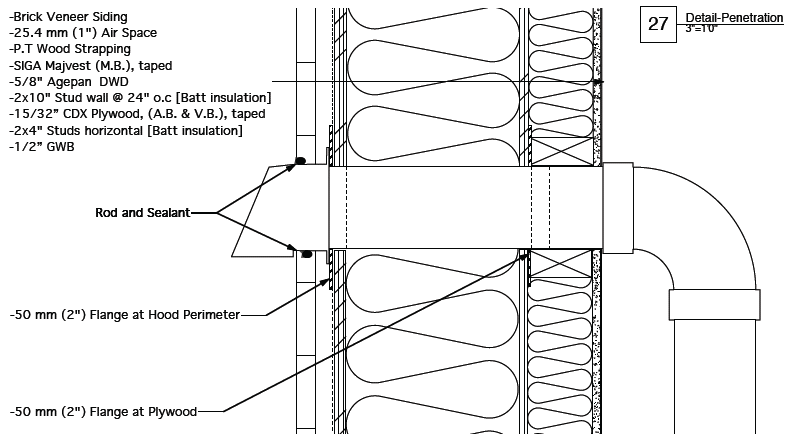 -Brick Veneer Siding
-25.4 mm (1") Air Space
-P.T Wood Strapping
-SIGA Majvest (M.B.), taped
-5/8" Agepan DWD
-2x10" Stud wall @ 24" o.c [Batt insulation]
-15/32” CDX Plywood, (A.B. & V.B.), taped
-2x4" Studs horizontal [Batt insulation]
-1/2” GWB
27
Detail-Penetration
3"=1'0"
Rod and Sealant
-50 mm (2") Flange at Hood Perimeter
-50 mm (2") Flange at Plywood